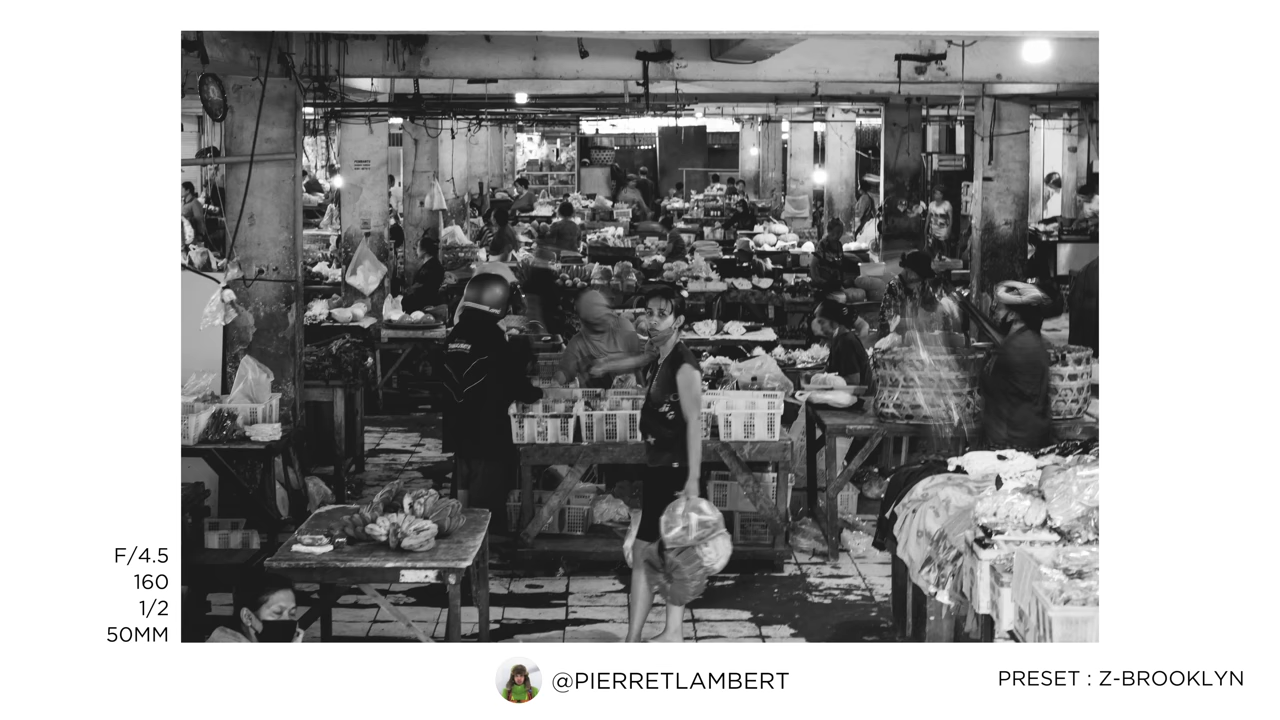 F/4.5
160
1/2
50MM
@PIERRETLAMBERT
PRESET : Z-BROOKLYN